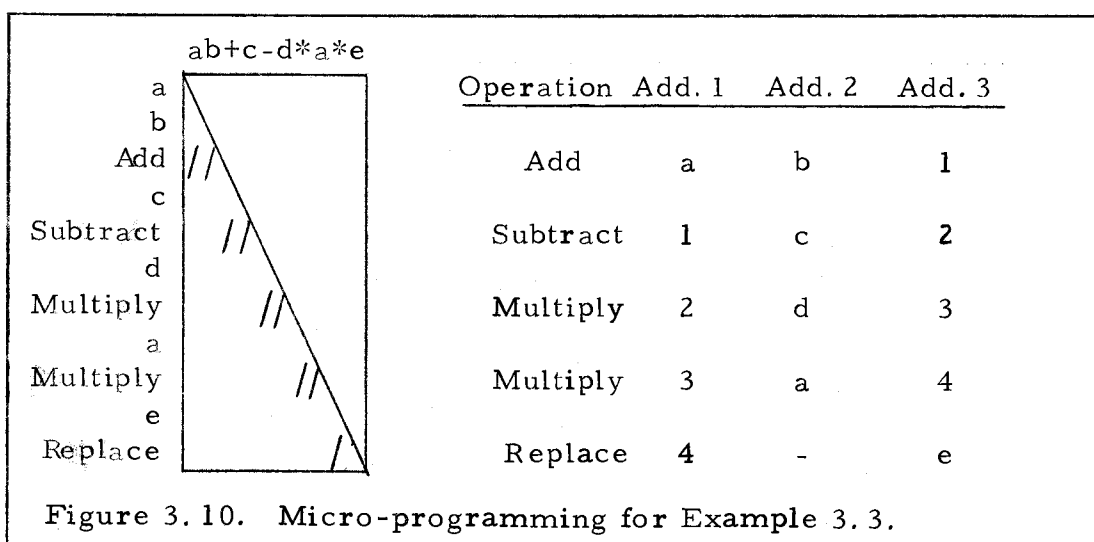 ab+c-d*a*e
a
b
Add
c
Subtract
d
Multiply
a
Multiply
e
Replace
Operation Add. 1 Add. 2 Add. 3
Add a b 1
Subtract 1 c 2
Multiply 2 d 3
Multiply 3 a 4
Replace 4 - e
Figure 3.10. Micro-programming for Example 3.3.